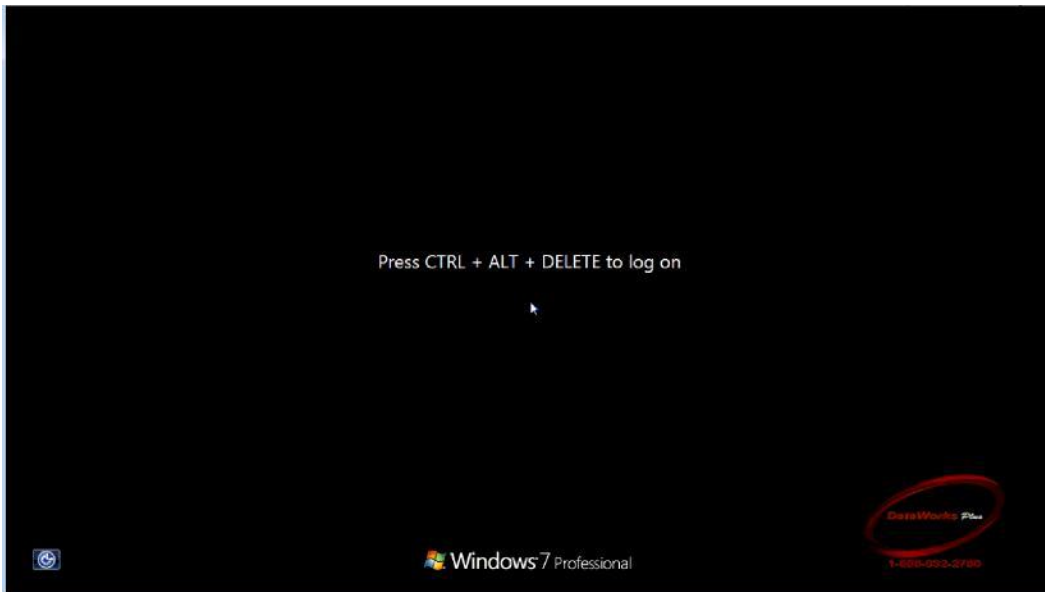 Press CTRL + ALT + DELETE to log on
DataWorks Plus
Windows 7 Professional